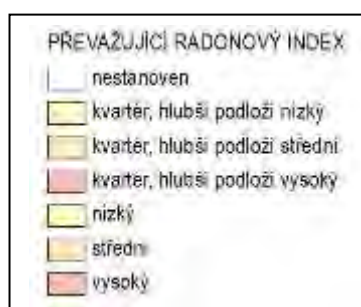 PŘEVAŽUJÍCÍ RADONOVÝ INDEX
nestanoven
kvartér, hlubší podloží nízký
kvartér, hlubší podloží střední
kvartér, hlubší podloží vysoký
nízký
střední
vysoký